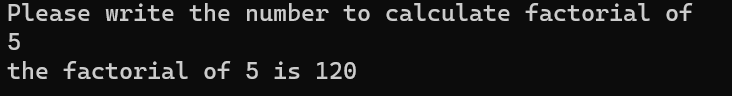 Please write the number to calculate factorial of
5
the factorial of 5 is 120